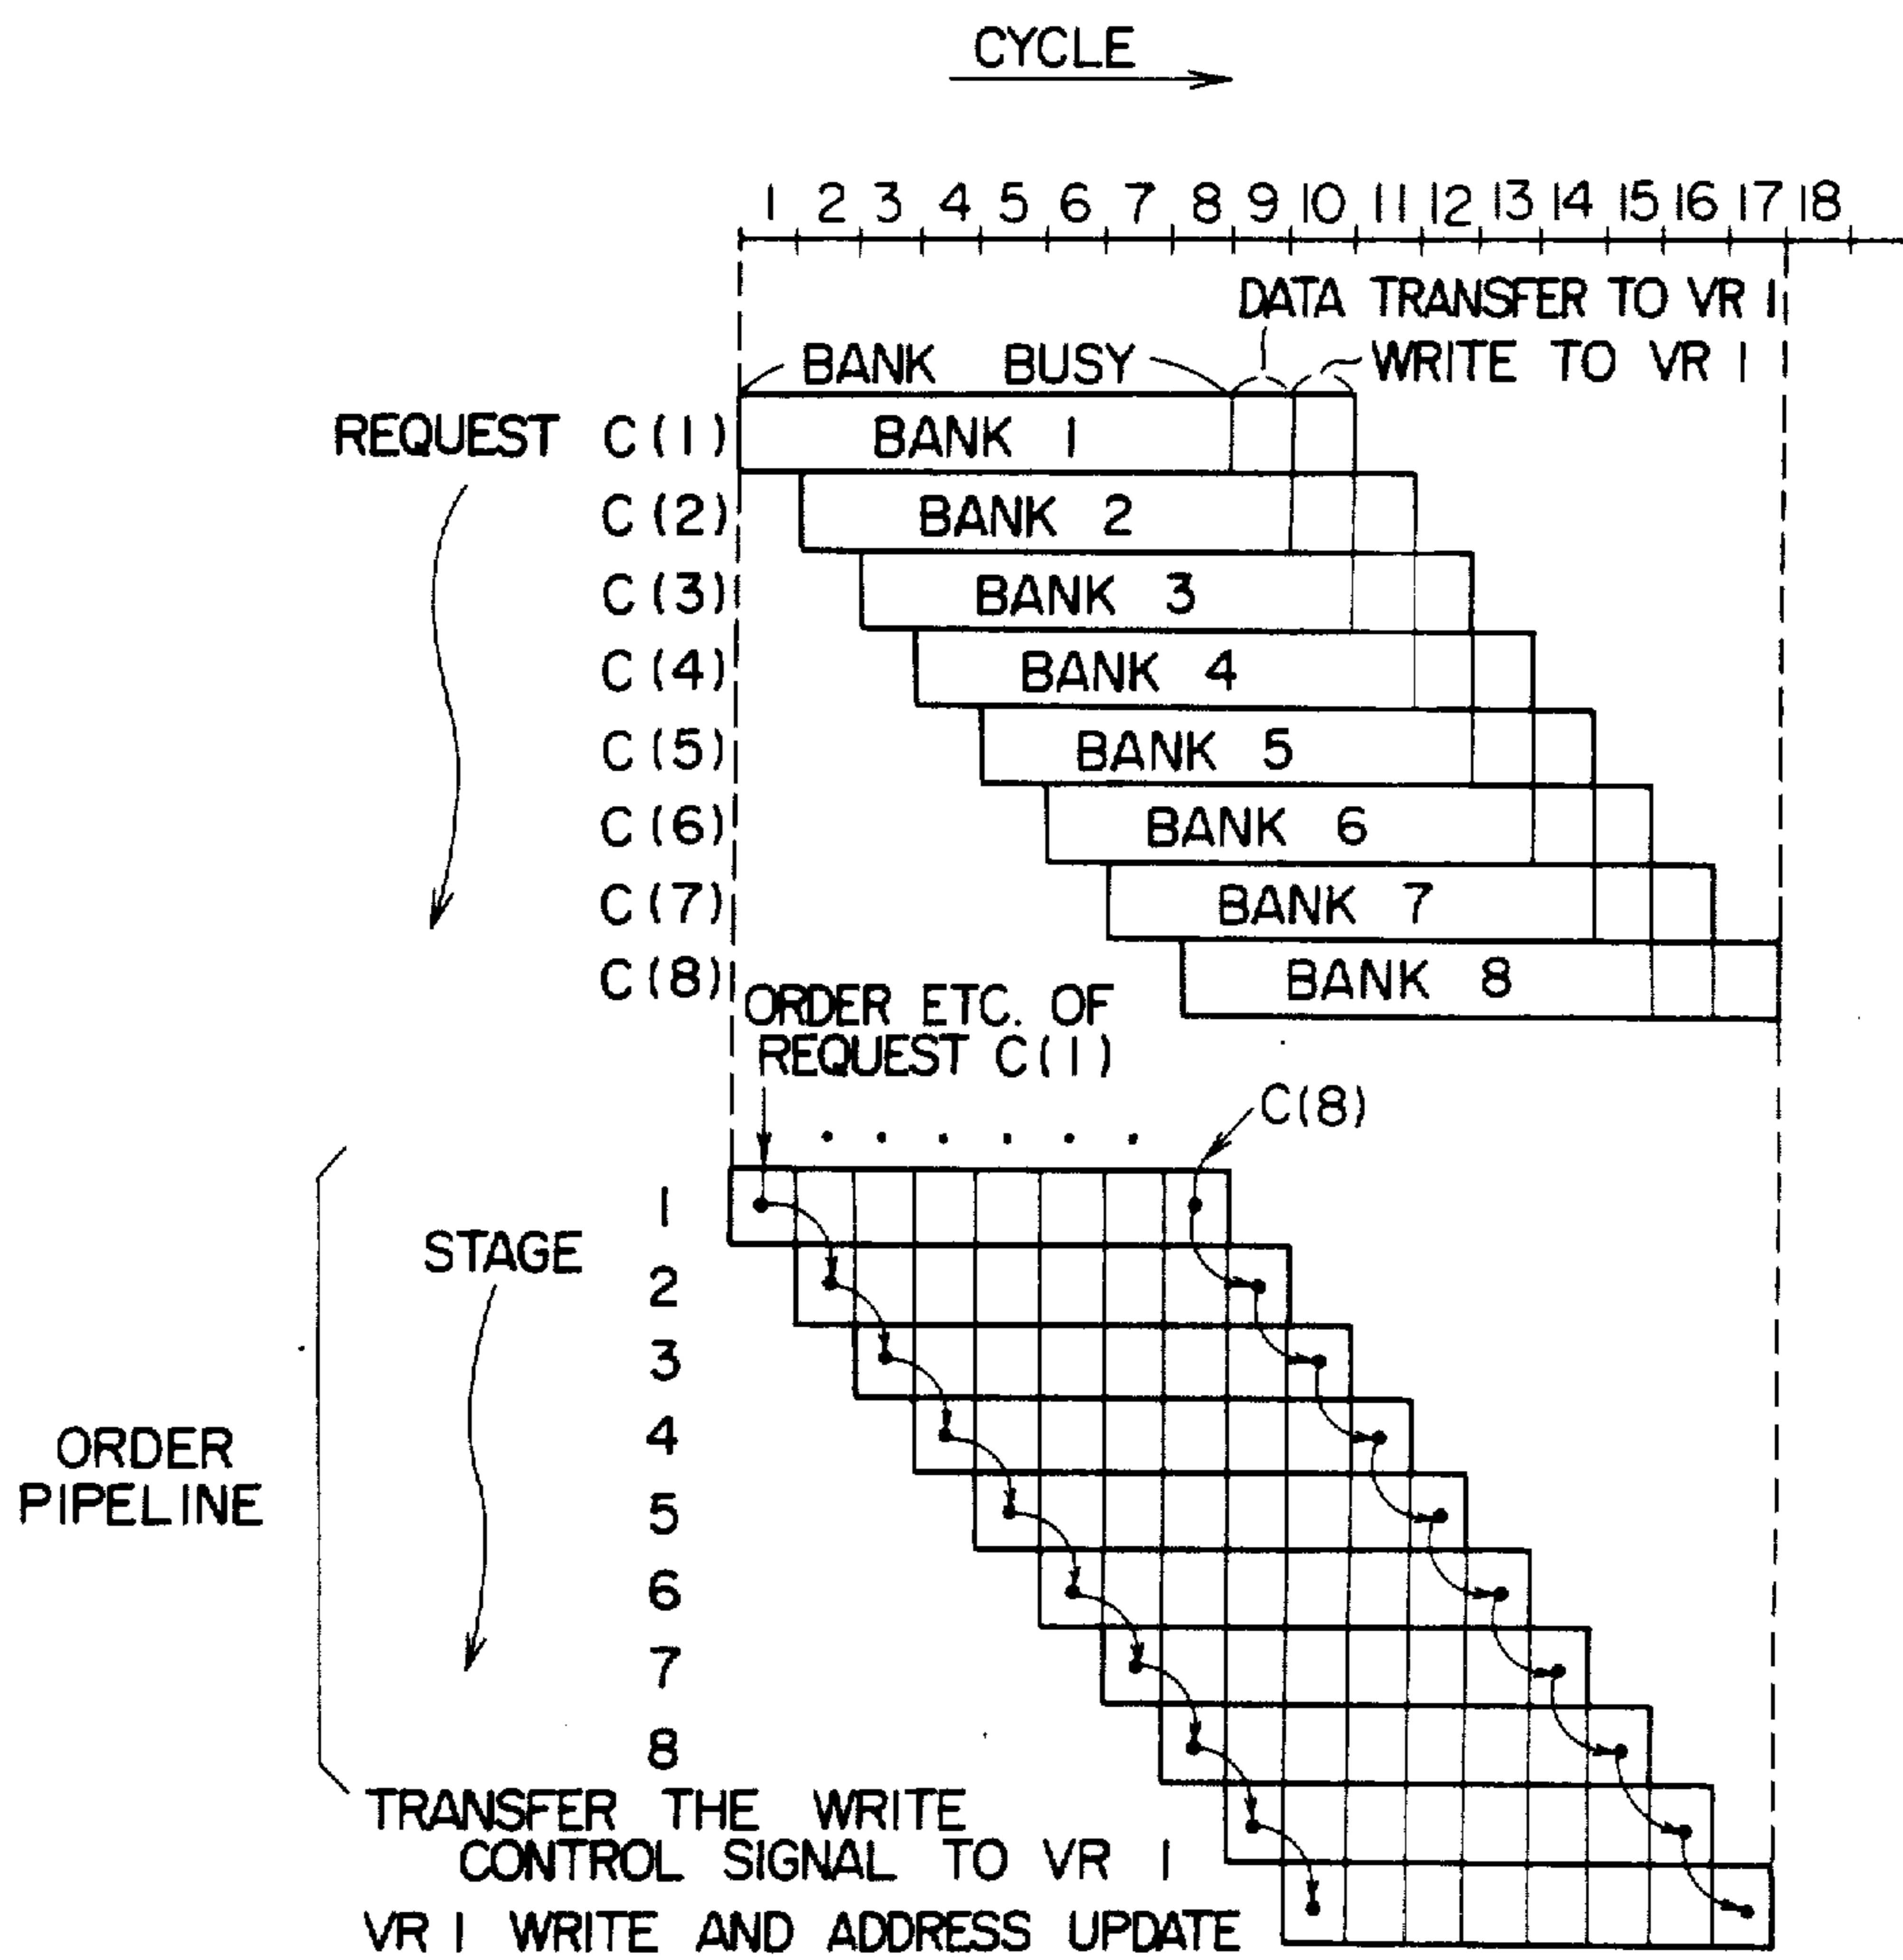 CYCLE
1 2 3 4 5 6 7 8 9 10 11 12 13 14 15 16 17 18
DATA TRANSFER TO VR 1
BANK BUSY
WRITE TO VR 1
REQUEST C(1) BANK 1
C(2) BANK 2
C(3) BANK 3
C(4) BANK 4
C(5) BANK 5
C(6) BANK 6
C(7) BANK 7
C(8) BANK 8
ORDER ETC. OF
REQUEST C(1)
C(8)
1
STAGE
2
3
4
ORDER
PIPELINE
5
6
7
8
TRANSFER THE WRITE
CONTROL SIGNAL TO VR 1
VR 1 WRITE AND ADDRESS UPDATE